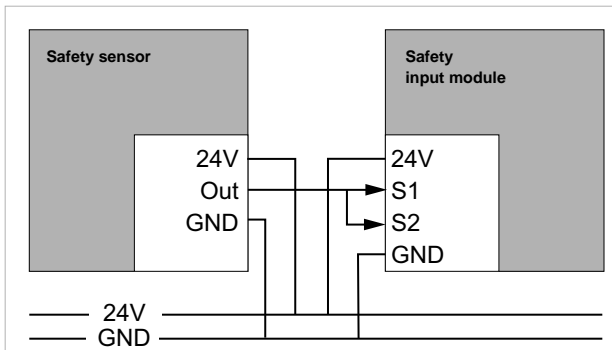 Safety sensor
24V
Out
GND
Safety
input module
24V
S1
S2
GND
24V
GND